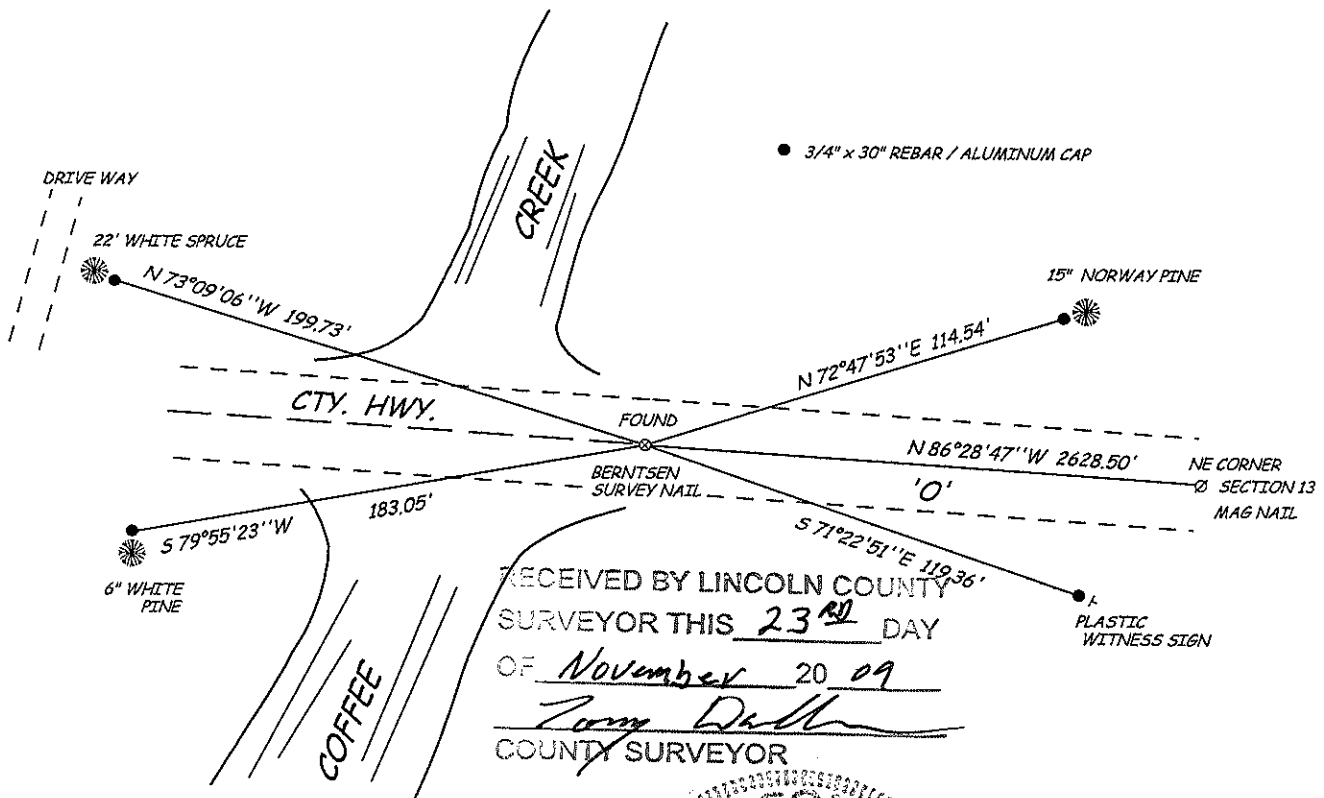 CREEK
● 3/4" x 30" REBAR / ALUMINUM CAP
DRIVE WAY
22' WHITE SPRUCE
N 73°09'06''W 199.73'
15" NORWAY PINE
N 72°47'53''E 114.54'
CTY. HWY.
FOUND
BERNTSEN
SURVEY NAIL
N 86°28'47''W 2628.50'
'O'
NE CORNER
SECTION 13
MAG NAIL
S 79°55'23''W
183.05'
6" WHITE
PINE
S 71°22'51''E 119.36'
PLASTIC
WITNESS SIGN
RECEIVED BY LINCOLN COUNTY
SURVEYOR THIS 23RD DAY
OF November 20 09
COUNTY SURVEYOR
COFFEE